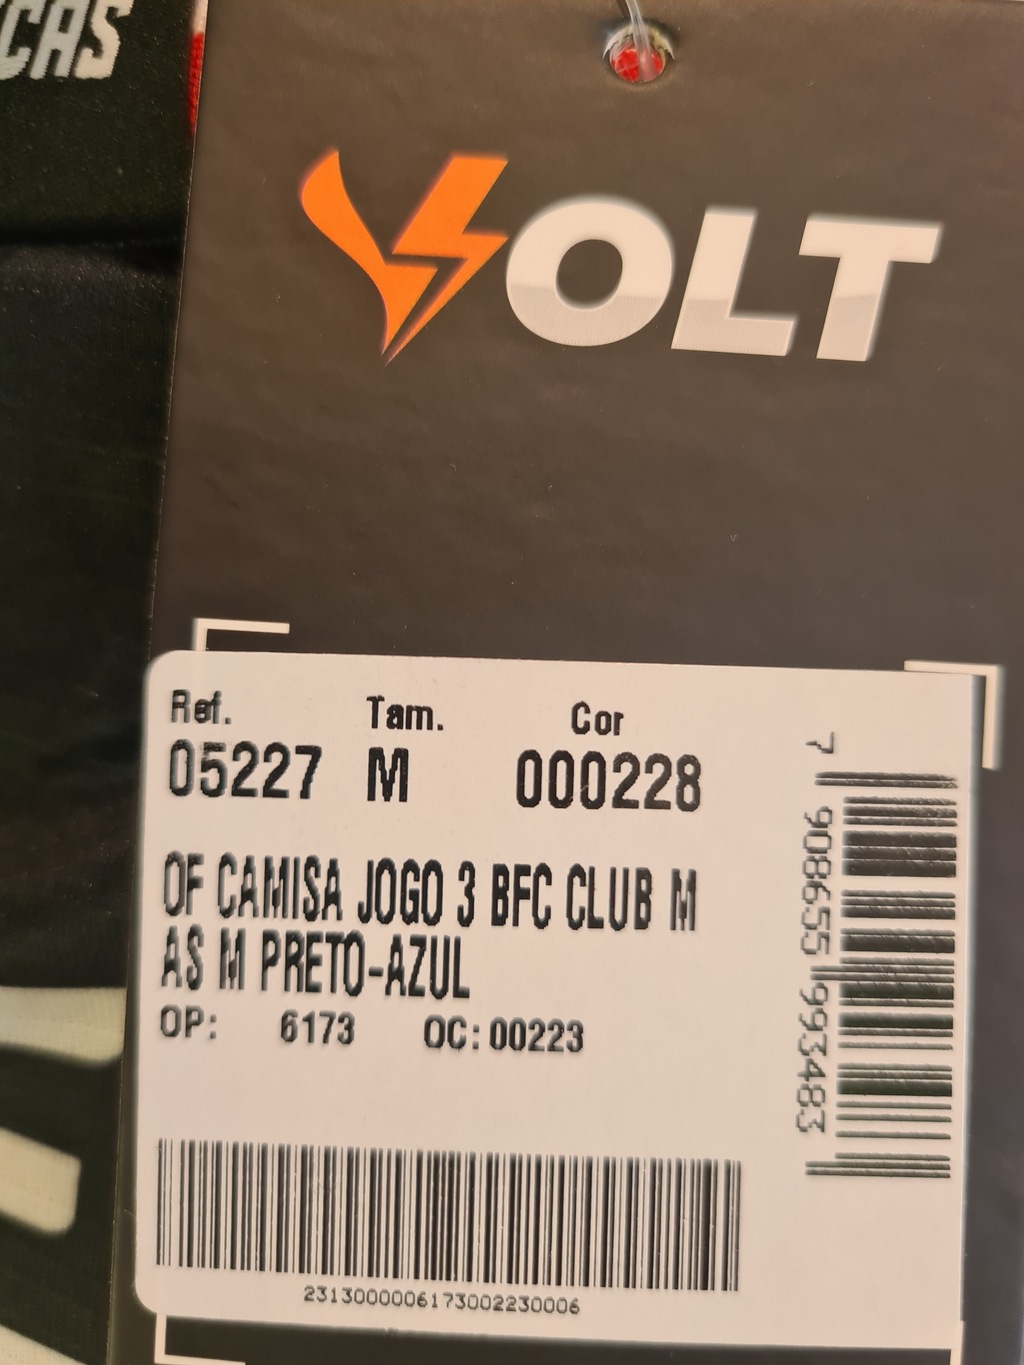 CAS
VOLT
Ref. Tam. Cor
05227 M 000228
OF CAMISA JOGO 3 BFC CLUB M
AS M PRETO-AZUL
OP: 6173 OC: 00223
7 908655 993483
2313000006173002230006